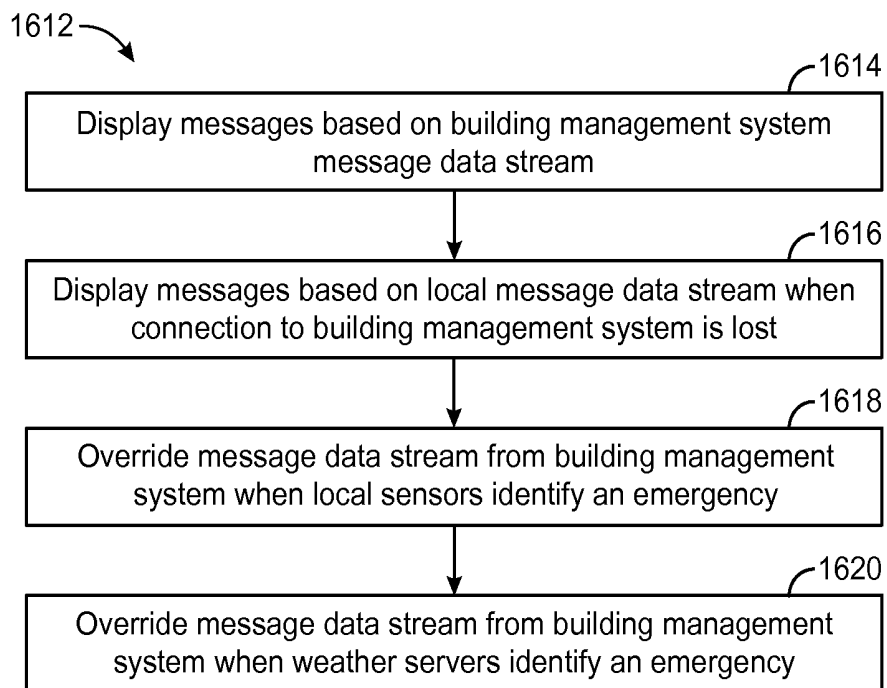 1612
1614
Display messages based on building management system
message data stream
1616
Display messages based on local message data stream when
connection to building management system is lost
1618
Override message data stream from building management
system when local sensors identify an emergency
1620
Override message data stream from building management
system when weather servers identify an emergency